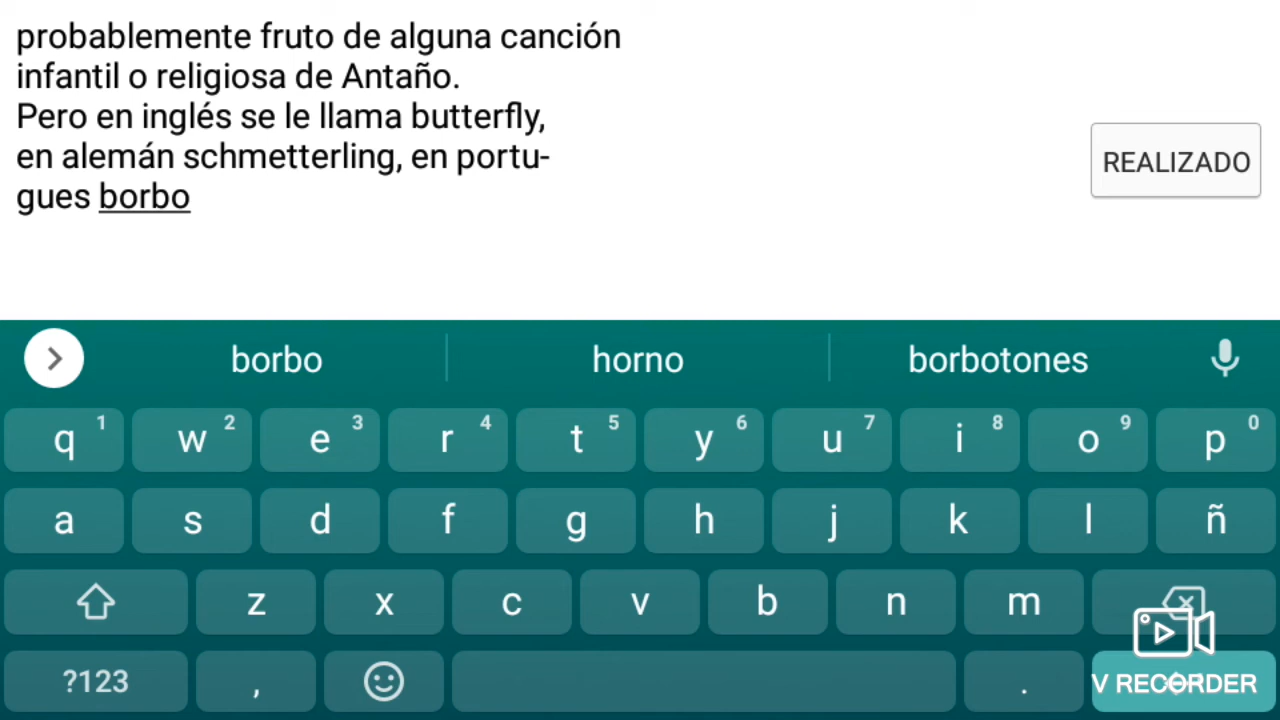 probablemente fruto de alguna canción
infantil o religiosa de Antaño.
Pero en inglés se le llama butterfly,
en alemán schmetterling, en portu-
gues borbo
REALIZADO
borbo horno borbotones
q 1 w 2 e 3 r 4 t 5 y 6 u 7 i 8 o 9 p 0
a s d f g h j k l ñ
z x c v b n m
?123 , .
V RECORDER